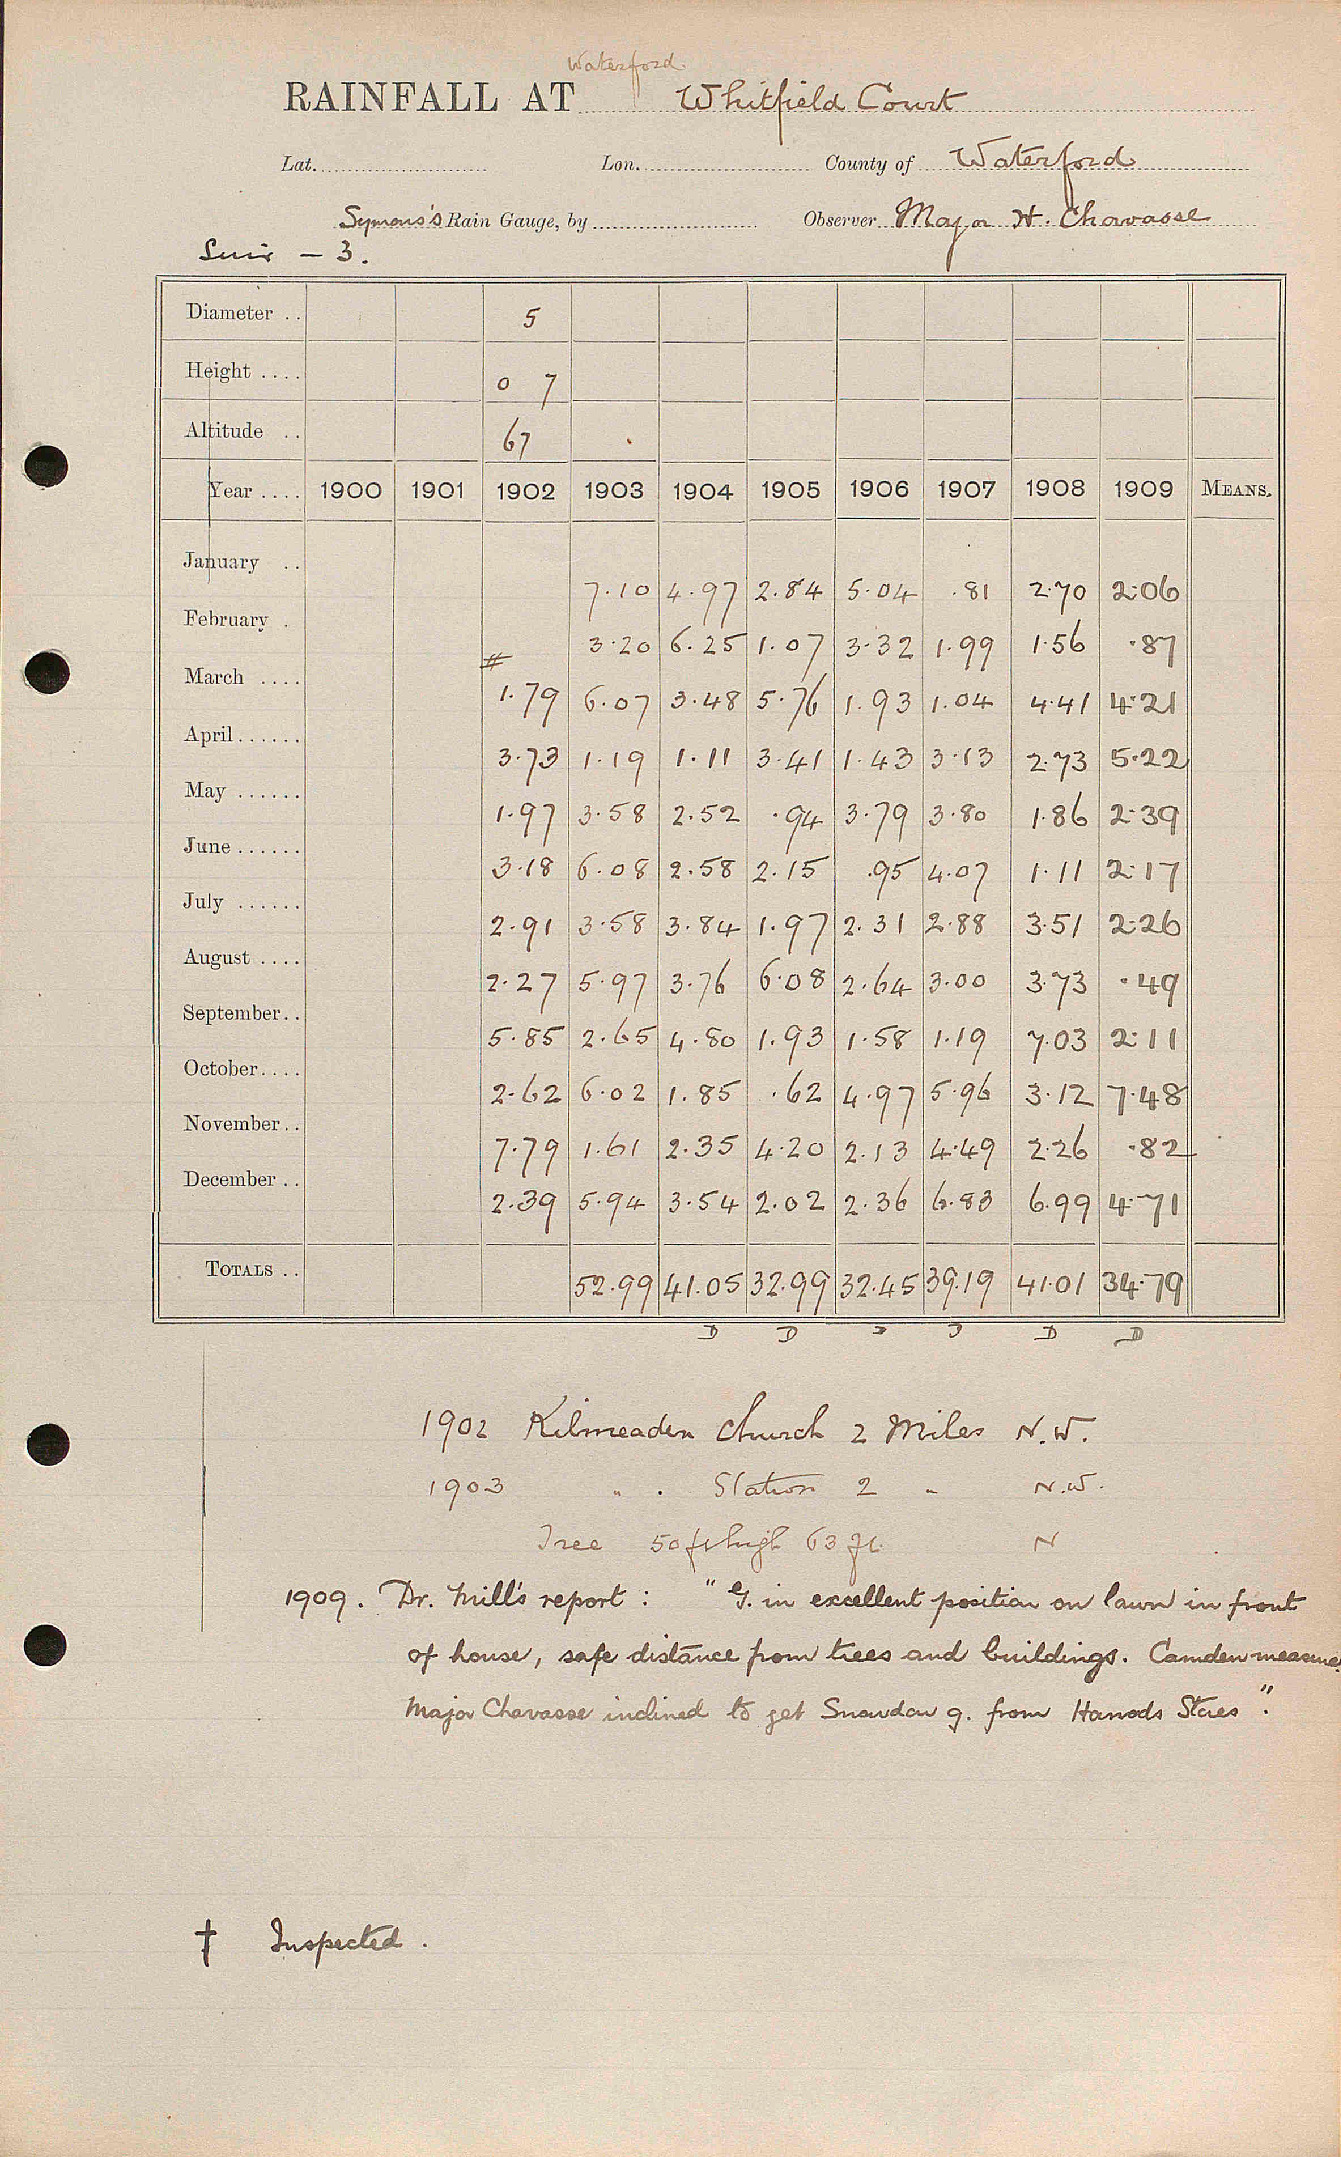 Waterford
RAINFALL AT Whitfield Court
Lat. Lon. County of Waterford
Symons's Rain Gauge, by Observer Major H. Chavasse
Suir - 3.
Diameter .. 5
Height .... 0 7
Altitude .. 67
Year .... 1900 1901 1902 1903 1904 1905 1906 1907 1908 1909 MEANS.
January .. 7.10 4.97 2.84 5.04 .81 2.70 2.06
February . 3.20 6.25 1.07 3.32 1.99 1.56 .87
March .... # 1.79 6.07 3.48 5.76 1.93 1.04 4.41 4.21
April...... 3.73 1.19 1.11 3.41 1.43 3.13 2.73 5.22
May ...... 1.97 3.58 2.52 .94 3.79 3.80 1.86 2.39
June ...... 3.18 6.08 2.58 2.15 .95 4.07 1.11 2.17
July ...... 2.91 3.58 3.84 1.97 2.31 2.88 3.51 2.26
August .... 2.27 5.97 3.76 6.08 2.64 3.00 3.73 .49
September.. 5.85 2.65 4.80 1.93 1.58 1.19 7.03 2.11
October.... 2.62 6.02 1.85 .62 4.97 5.96 3.12 7.48
November.. 7.79 1.61 2.35 4.20 2.13 4.49 2.26 .82
December .. 2.39 5.94 3.54 2.02 2.36 6.83 6.99 4.71
TOTALS .. 52.99 41.05 32.99 32.45 39.19 41.01 34.79
D D D D D D
1902 Kilmeaden Church 2 Miles N.W.
1903 " . Station 2 " N.W.
Tree 50 ft high 63 ft. N
1909. Dr. Mill's report : "G. in excellent position on lawn in front
of house, safe distance from trees and buildings. Camden measure
Major Chavasse inclined to get Snowdon g. from Harrods Stores".
† Inspected.